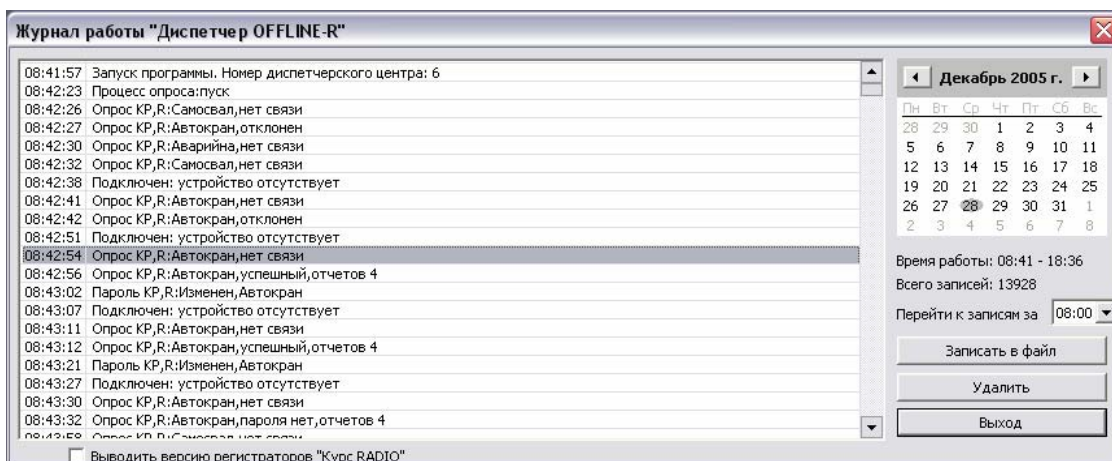 Журнал работы "Диспетчер OFFLINE-R"
08:41:57 Запуск программы. Номер диспетчерского центра: 6
08:42:23 Процесс опроса:пуск
08:42:26 Опрос КР,R:Самосвал,нет связи
08:42:27 Опрос КР,R:Автокран,отклонен
08:42:30 Опрос КР,R:Аварийна,нет связи
08:42:32 Опрос КР,R:Самосвал,нет связи
08:42:38 Подключен: устройство отсутствует
08:42:41 Опрос КР,R:Автокран,нет связи
08:42:42 Опрос КР,R:Автокран,отклонен
08:42:51 Подключен: устройство отсутствует
08:42:54 Опрос КР,R:Автокран,нет связи
08:42:56 Опрос КР,R:Автокран,успешный,отчетов 4
08:43:02 Пароль КР,R:Изменен,Автокран
08:43:07 Подключен: устройство отсутствует
08:43:11 Опрос КР,R:Автокран,нет связи
08:43:12 Опрос КР,R:Автокран,успешный,отчетов 4
08:43:21 Пароль КР,R:Изменен,Автокран
08:43:27 Подключен: устройство отсутствует
08:43:30 Опрос КР,R:Автокран,нет связи
08:43:32 Опрос КР,R:Автокран,пароля нет,отчетов 4
08:43:58 Опрос КР,R:Самосвал,нет связи
Выводить версию регистраторов "Курс RADIO"
Декабрь 2005 г.
Пн Вт Ср Чт Пт Сб Вс
28 29 30 1 2 3 4
5 6 7 8 9 10 11
12 13 14 15 16 17 18
19 20 21 22 23 24 25
26 27 28 29 30 31 1
2 3 4 5 6 7 8
Время работы: 08:41 - 18:36
Всего записей: 13928
Перейти к записям за 08:00
Записать в файл
Удалить
Выход